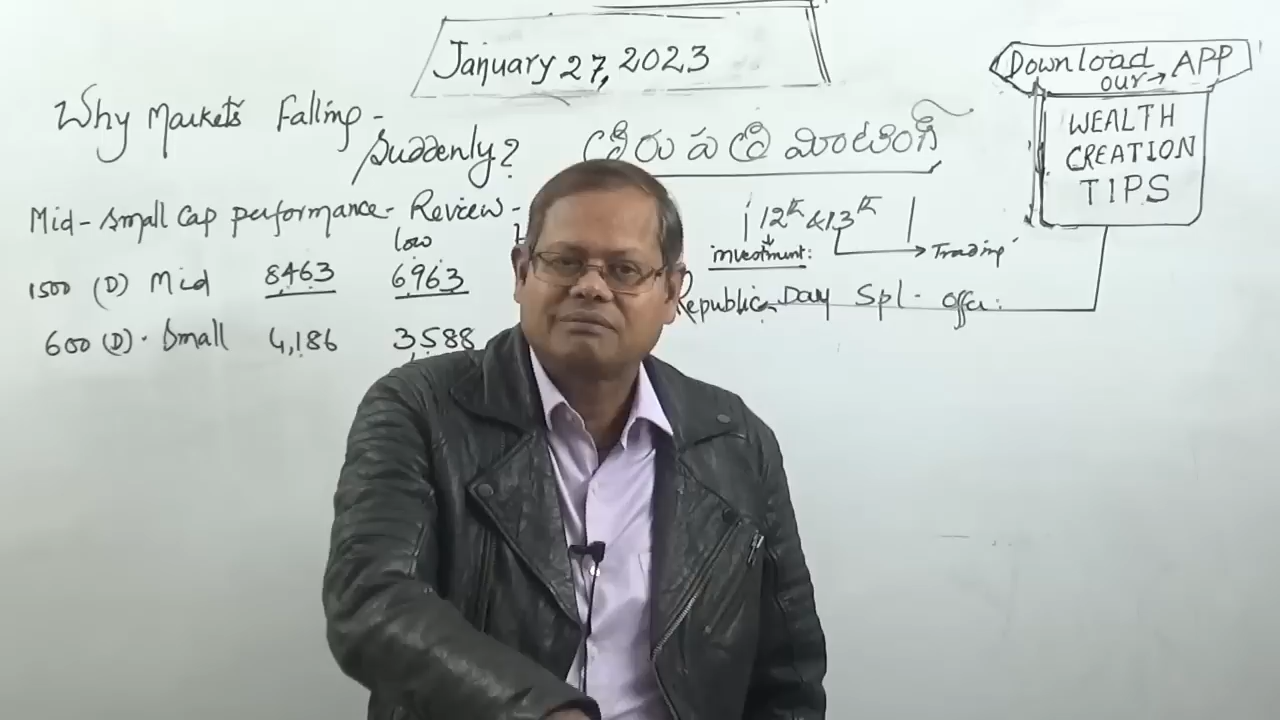 January 27, 2023
Download
our → APP
WEALTH
CREATION
TIPS
Why Markets Falling -
Suddenly?
తిరుపతి మీటింగ్
Mid - Small Cap performance - Review -
low
1500 (D) Mid 8463 6963
600 (D) . Small 4,186 3,588
12th & 13th
investment: → Trading
Republic Day Spl. offer: